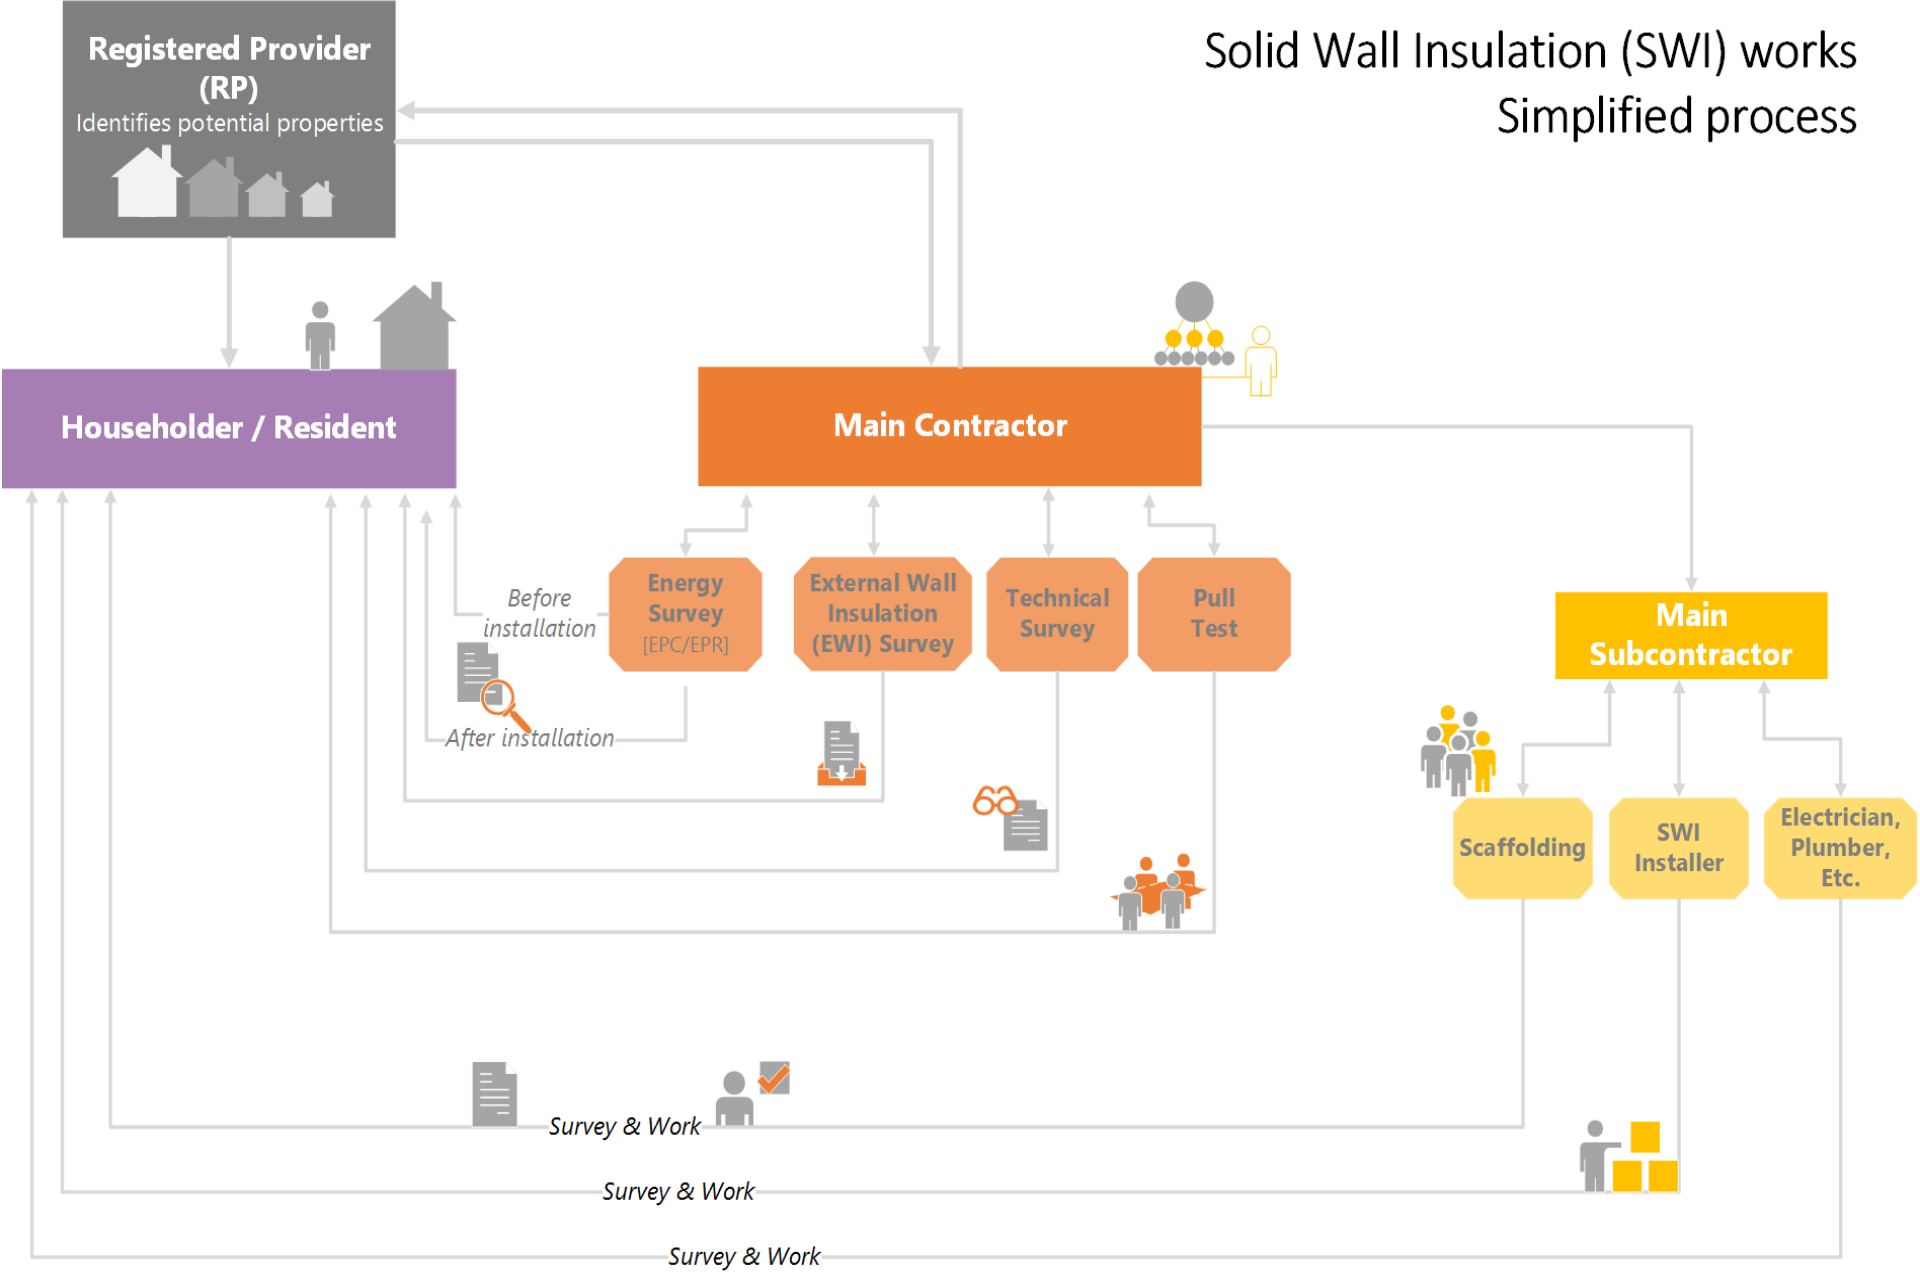 Solid Wall Insulation (SWI) works
Simplified process
Registered Provider
(RP)
Identifies potential properties
Householder / Resident
Main Contractor
Energy
Survey
[EPC/EPR]
External Wall
Insulation
(EWI) Survey
Technical
Survey
Pull
Test
Before
installation
After installation
Main
Subcontractor
Scaffolding
SWI
Installer
Electrician,
Plumber,
Etc.
Survey & Work
Survey & Work
Survey & Work